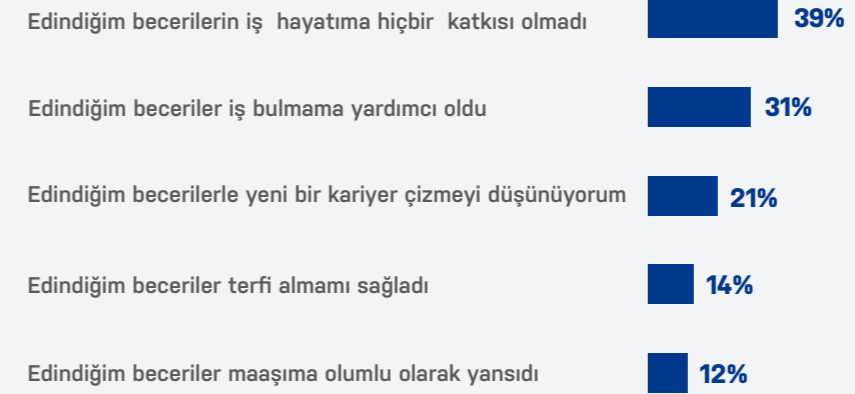 Edindiğim becerilerin iş hayatıma hiçbir katkısı olmadı 39%
Edindiğim beceriler iş bulmama yardımcı oldu 31%
Edindiğim becerilerle yeni bir kariyer çizmeyi düşünüyorum 21%
Edindiğim beceriler terfi almamı sağladı 14%
Edindiğim beceriler maaşıma olumlu olarak yansıdı 12%